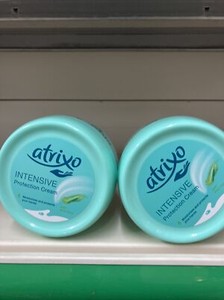 atrixo
INTENSIVE
Protection Cream
atrixo
INTENSIVE
Protection Cream